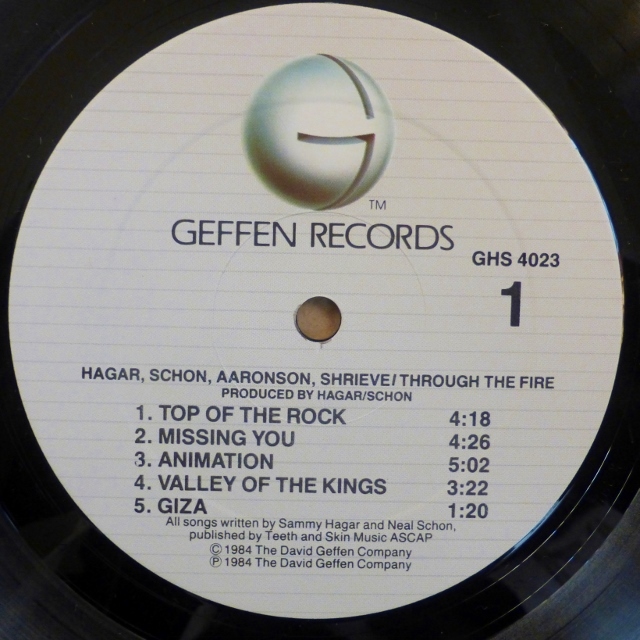 TM
GEFFEN RECORDS
GHS 4023
1
HAGAR, SCHON, AARONSON, SHRIEVE/THROUGH THE FIRE
PRODUCED BY HAGAR/SCHON
1. TOP OF THE ROCK 4:18
2. MISSING YOU 4:26
3. ANIMATION 5:02
4. VALLEY OF THE KINGS 3:22
5. GIZA 1:20
All songs written by Sammy Hagar and Neal Schon,
published by Teeth and Skin Music ASCAP
© 1984 The David Geffen Company
℗ 1984 The David Geffen Company